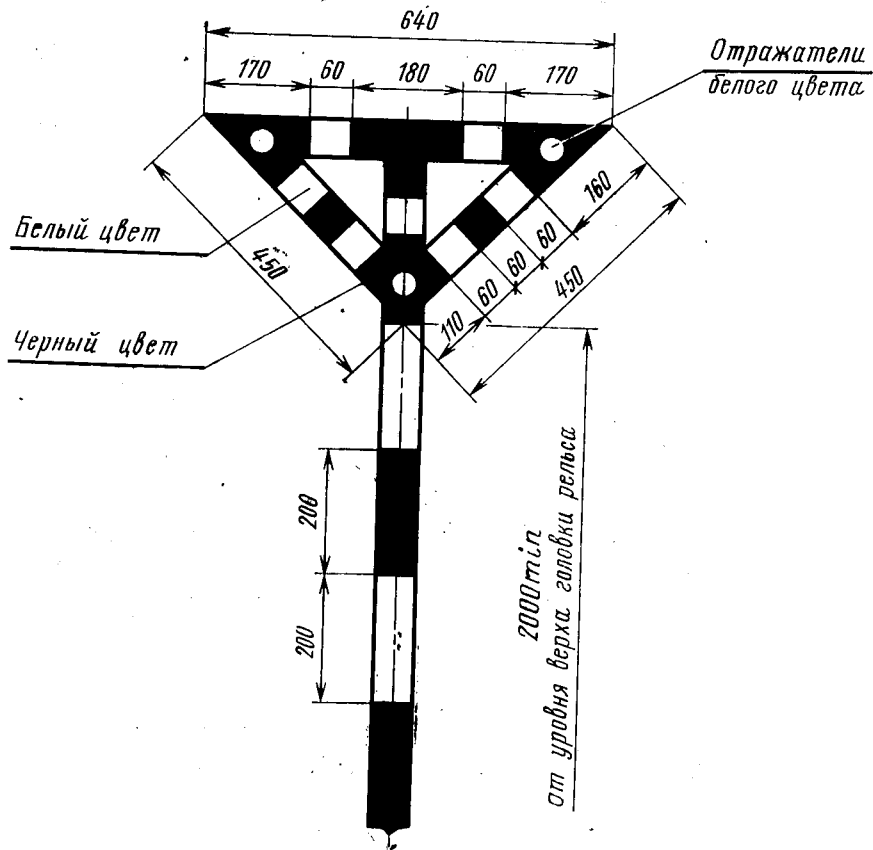 640
170 60 180 60 170
Отражатели
белого цвета
Белый цвет
450
160
60
60
60
110
450
Черный цвет
200
200
2000min
от уровня верха головки рельса